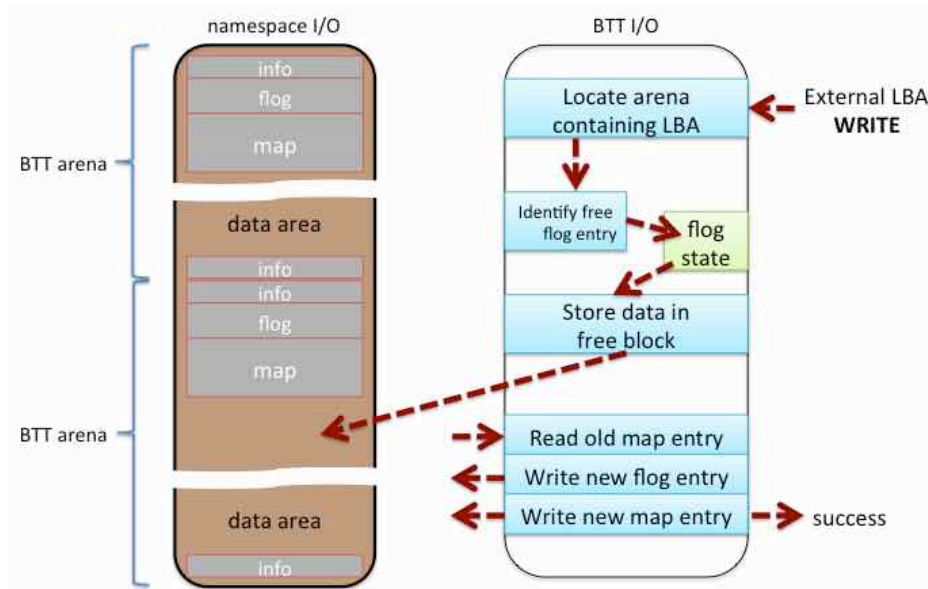 namespace I/O
BTT I/O
info
flog
map
BTT arena
data area
info
info
flog
map
BTT arena
data area
info
Locate arena
containing LBA
External LBA
WRITE
Identify free
flog entry
flog
state
Store data in
free block
Read old map entry
Write new flog entry
Write new map entry
success